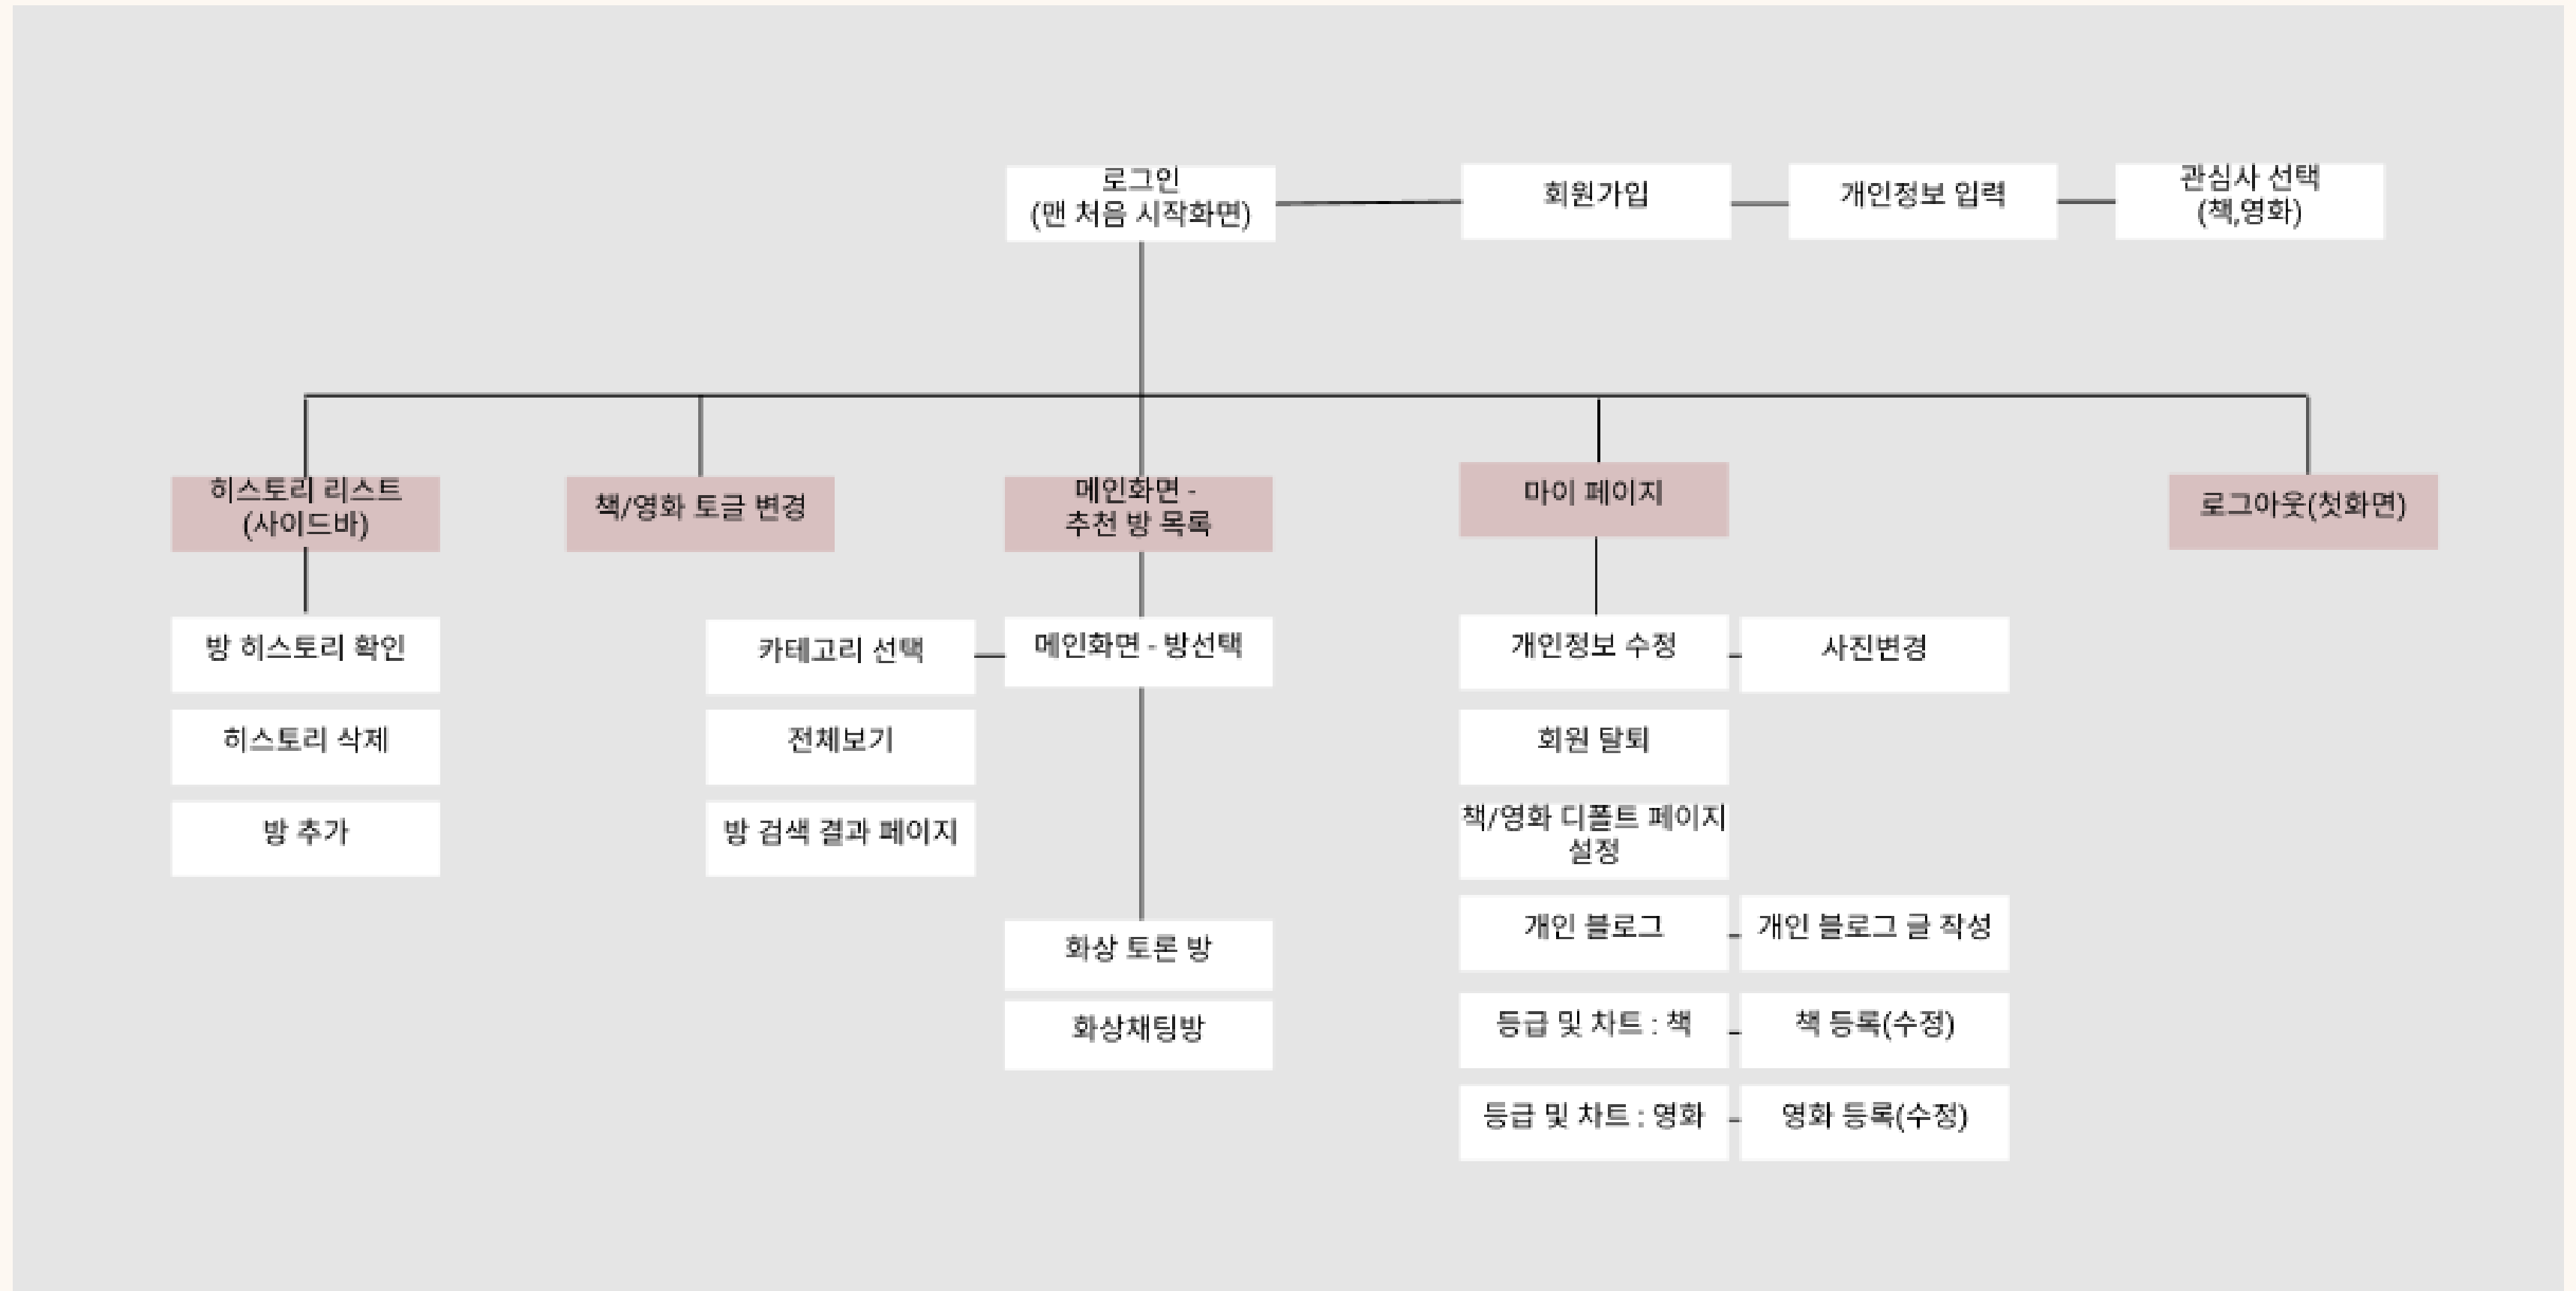 로그인
(맨 처음 시작화면)
회원가입
개인정보 입력
관심사 선택
(책,영화)
히스토리 리스트
(사이드바)
책/영화 토글 변경
메인화면 -
추천 방 목록
마이 페이지
로그아웃(첫화면)
방 히스토리 확인
히스토리 삭제
방 추가
카테고리 선택
전체보기
방 검색 결과 페이지
메인화면 - 방선택
화상 토론 방
화상채팅방
개인정보 수정
사진변경
회원 탈퇴
책/영화 디폴트 페이지
설정
개인 블로그
개인 블로그 글 작성
등급 및 차트 : 책
책 등록(수정)
등급 및 차트 : 영화
영화 등록(수정)